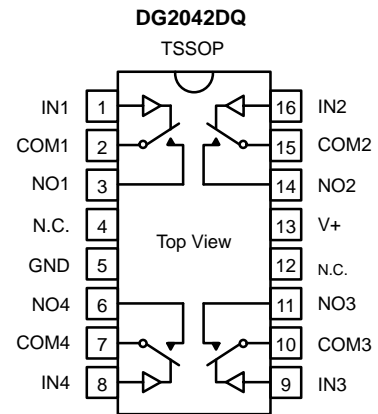 DG2042DQ
TSSOP
IN1 1 16 IN2
COM1 2 15 COM2
NO1 3 14 NO2
N.C. 4 13 V+
Top View
GND 5 12 N.C.
NO4 6 11 NO3
COM4 7 10 COM3
IN4 8 9 IN3